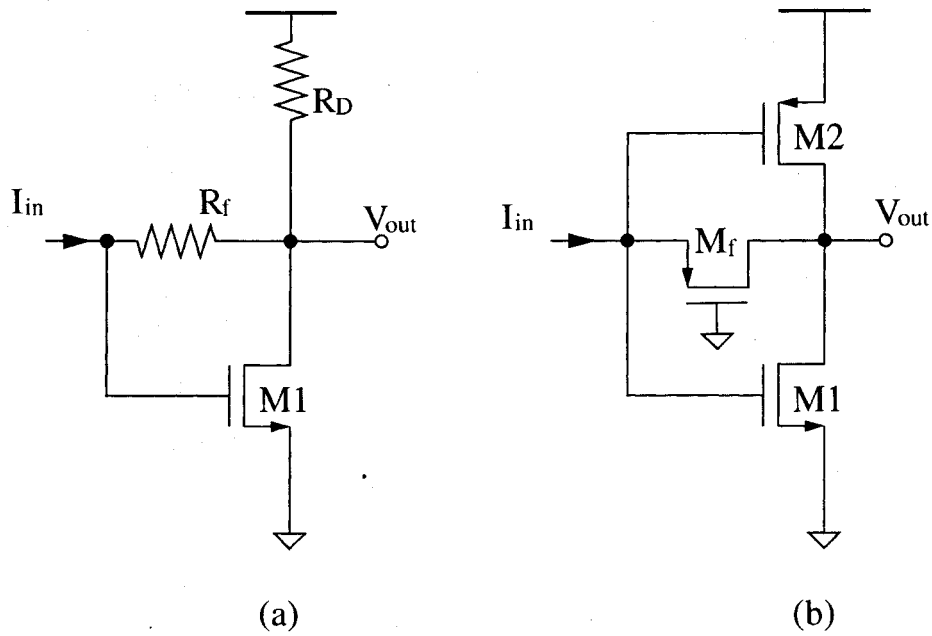 R_D
I_in
R_f
V_out
M1
(a)
M2
I_in
M_f
V_out
M1
(b)